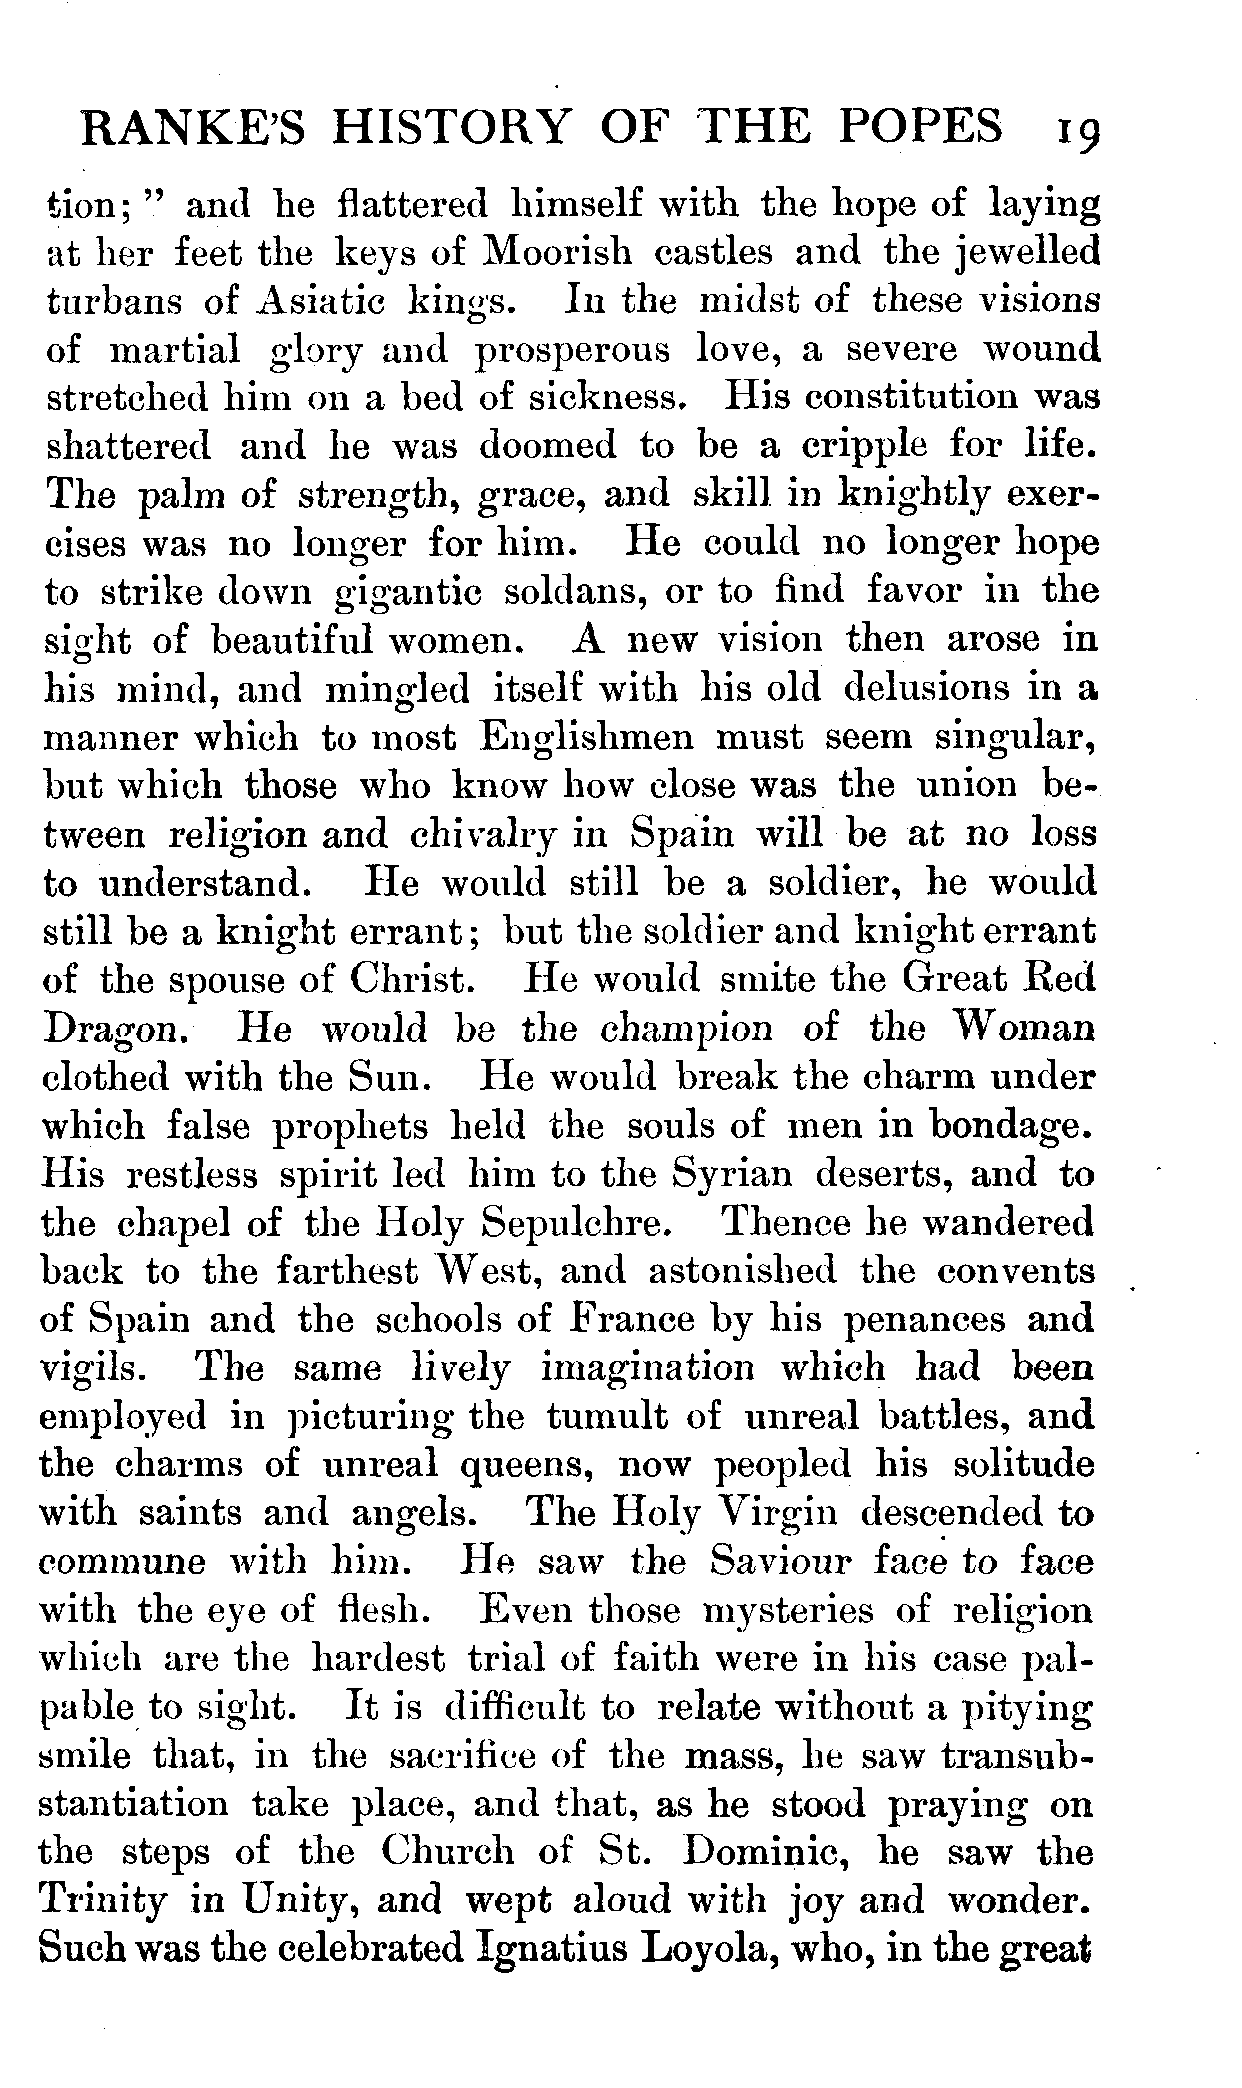 RANKE'S HISTORY OF THE POPES 19
tion; " and he flattered himself with the hope of laying
at her feet the keys of Moorish castles and the jewelled
turbans of Asiatic kings. In the midst of these visions
of martial glory and prosperous love, a severe wound
stretched him on a bed of sickness. His constitution was
shattered and he was doomed to be a cripple for life.
The palm of strength, grace, and skill in knightly exer-
cises was no longer for him. He could no longer hope
to strike down gigantic soldans, or to find favor in the
sight of beautiful women. A new vision then arose in
his mind, and mingled itself with his old delusions in a
manner which to most Englishmen must seem singular,
but which those who know how close was the union be-
tween religion and chivalry in Spain will be at no loss
to understand. He would still be a soldier, he would
still be a knight errant; but the soldier and knight errant
of the spouse of Christ. He would smite the Great Red
Dragon. He would be the champion of the Woman
clothed with the Sun. He would break the charm under
which false prophets held the souls of men in bondage.
His restless spirit led him to the Syrian deserts, and to
the chapel of the Holy Sepulchre. Thence he wandered
back to the farthest West, and astonished the convents
of Spain and the schools of France by his penances and
vigils. The same lively imagination which had been
employed in picturing the tumult of unreal battles, and
the charms of unreal queens, now peopled his solitude
with saints and angels. The Holy Virgin descended to
commune with him. He saw the Saviour face to face
with the eye of flesh. Even those mysteries of religion
which are the hardest trial of faith were in his case pal-
pable to sight. It is difficult to relate without a pitying
smile that, in the sacrifice of the mass, he saw transub-
stantiation take place, and that, as he stood praying on
the steps of the Church of St. Dominic, he saw the
Trinity in Unity, and wept aloud with joy and wonder.
Such was the celebrated Ignatius Loyola, who, in the great